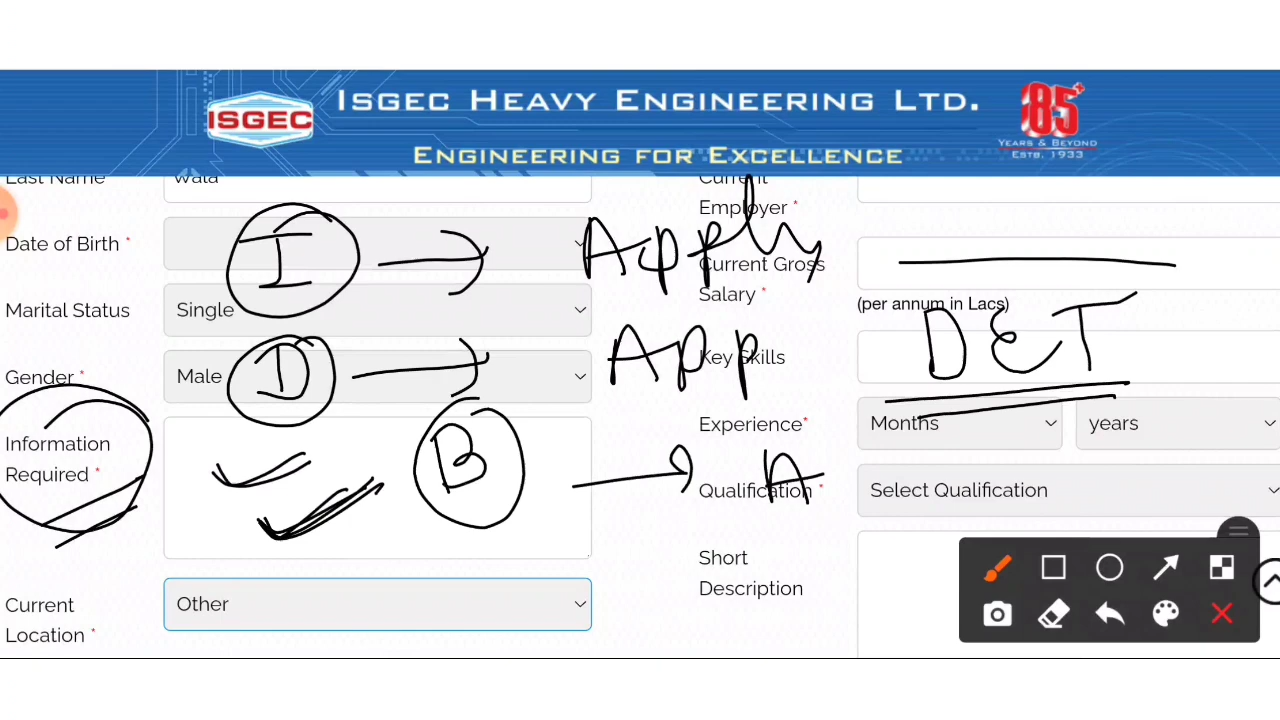 ISGEC HEAVY ENGINEERING LTD.
ISGEC
85+
YEARS & BEYOND
ESTB. 1933
ENGINEERING FOR EXCELLENCE
Last Name
Wala
Date of Birth *
Marital Status
Single
Gender *
Male
Information
Required *
Current
Location *
Other
Current
Employer *
Current Gross
Salary *
(per annum in Lacs)
Key Skills
Experience*
Months
years
Qualification *
Select Qualification
Short
Description
I → Apply
D → App
B → A
DET